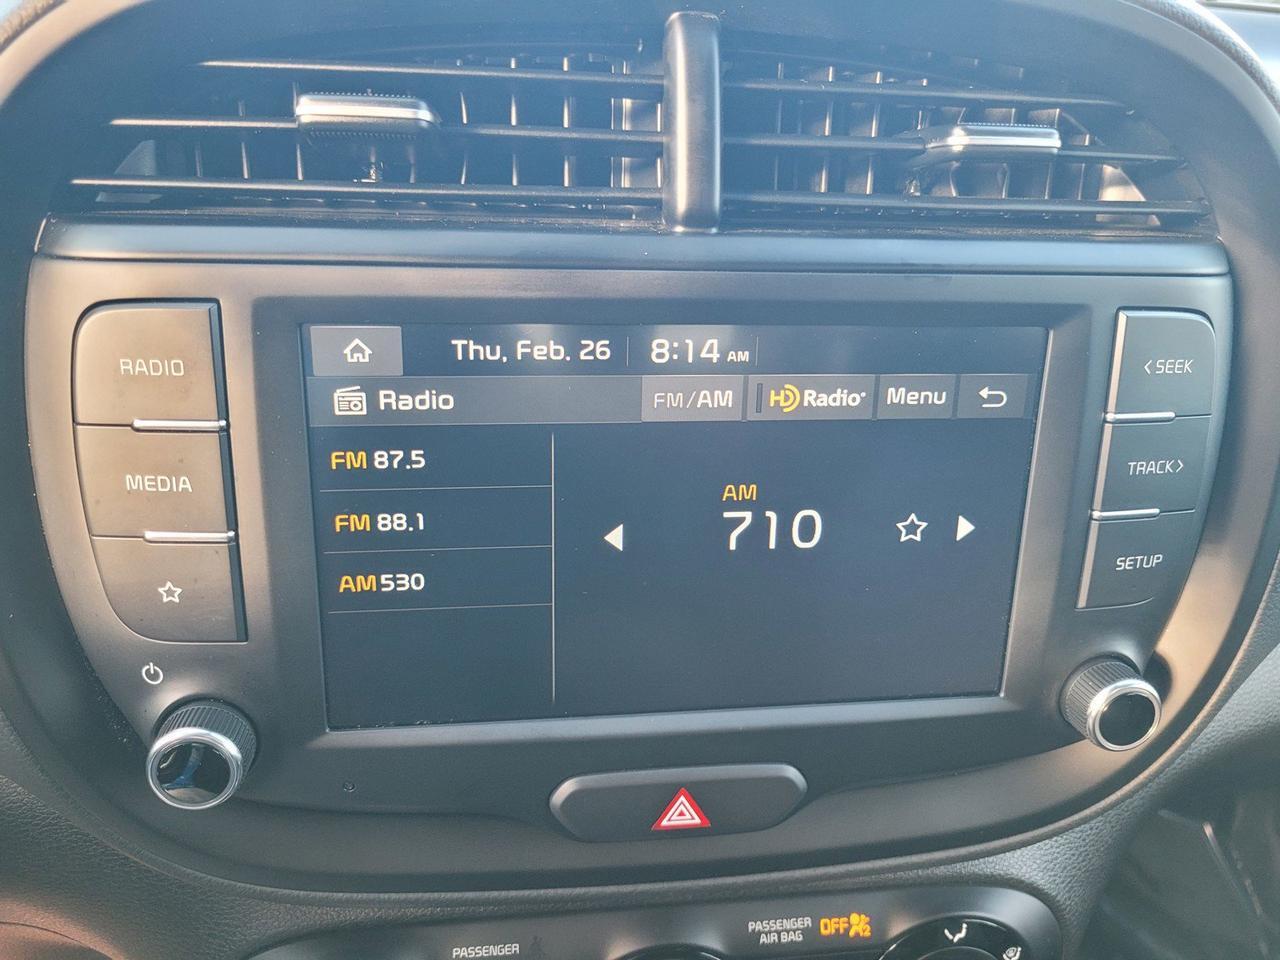 Thu, Feb. 26 8:14 AM
Radio FM/AM HD Radio Menu
RADIO
MEDIA
FM 87.5
FM 88.1
AM 530
AM
710
< SEEK
TRACK >
SETUP
PASSENGER
PASSENGER
AIR BAG
OFF 2